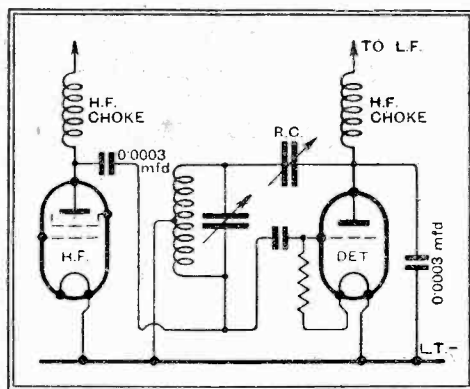 TO L.F.
H.F.
CHOKE
H.F.
CHOKE
R.C.
0·0003
mfd
H.F.
DET
0·0003 mfd
L.T.-